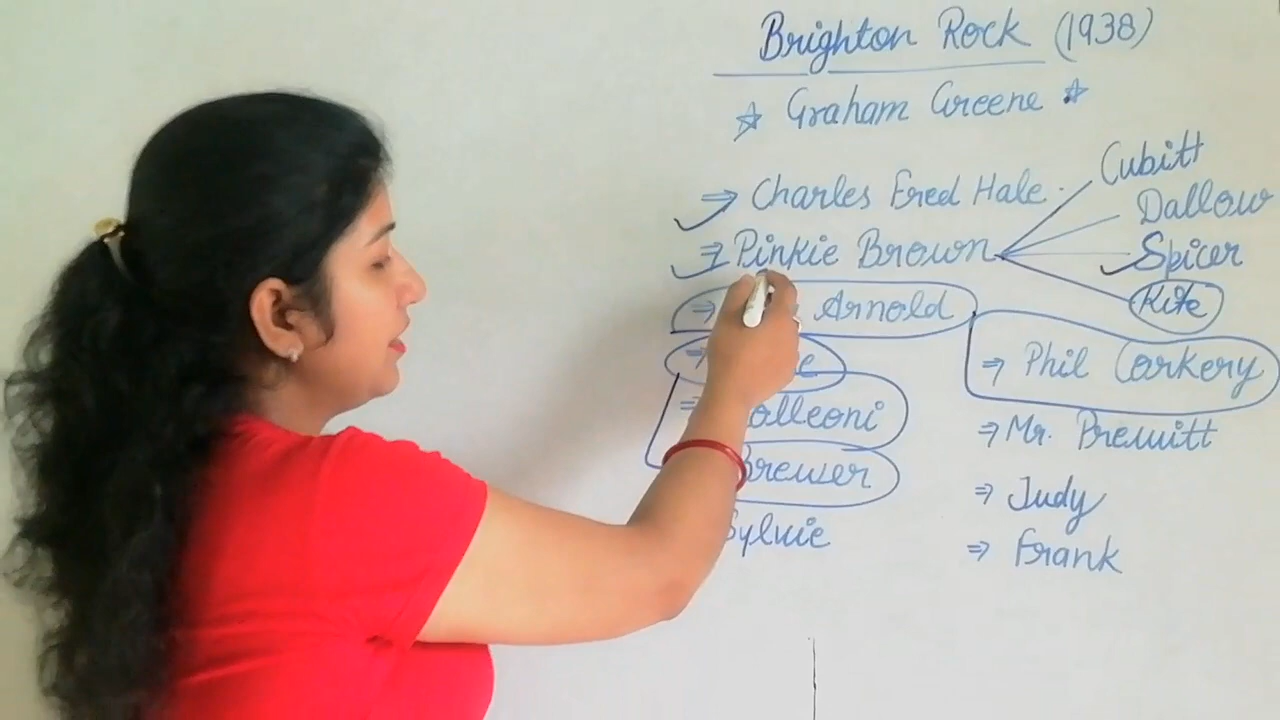 Brighton Rock (1938)
☆ Graham Greene ☆
⇒ Charles Fred Hale.
⇒ Pinkie Brown
Cubitt
Dallow
Spicer
Kite
⇒ Arnold
⇒
⇒ olleoni
Brewer
Sylvie
⇒ Phil Corkery
⇒ Mr. Prewitt
⇒ Judy
⇒ Frank